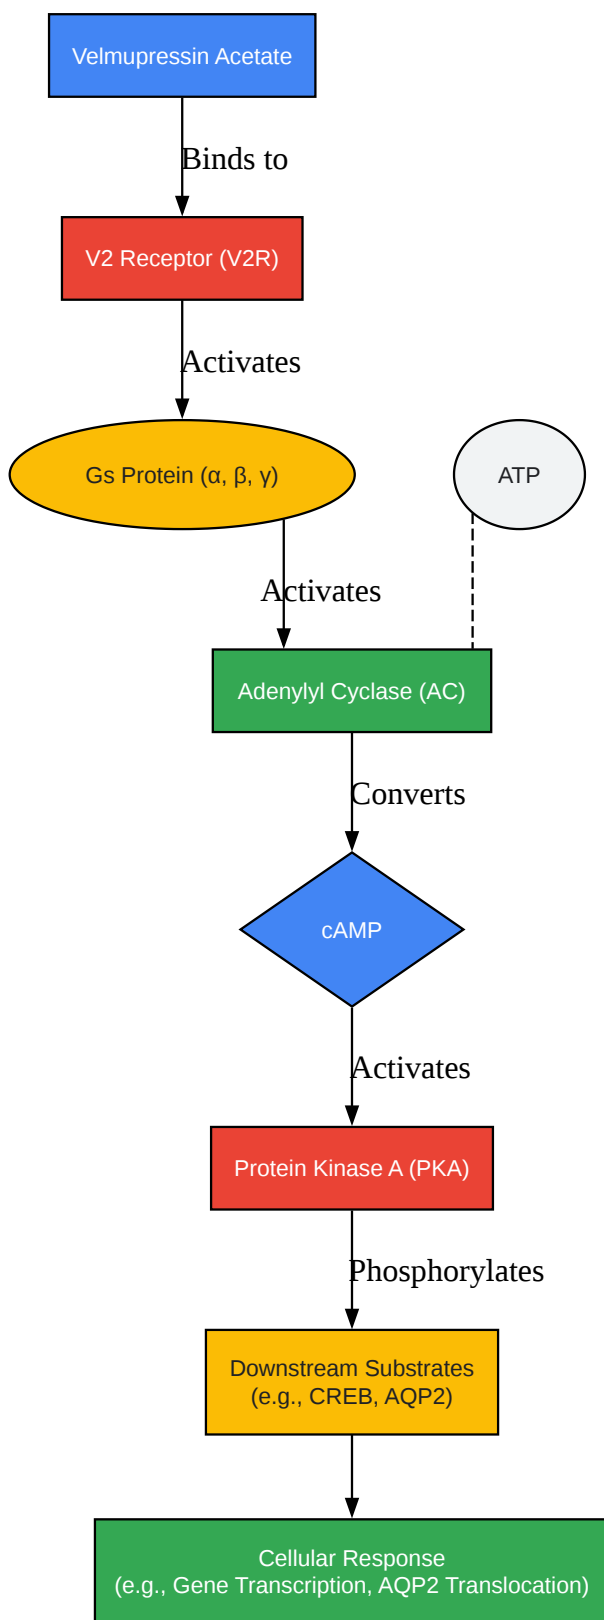 Velmupressin Acetate
Binds to
V2 Receptor (V2R)
Activates
Gs Protein (α, β, γ)
ATP
Activates
Adenylyl Cyclase (AC)
Converts
cAMP
Activates
Protein Kinase A (PKA)
Phosphorylates
Downstream Substrates
(e.g., CREB, AQP2)
Cellular Response
(e.g., Gene Transcription, AQP2 Translocation)